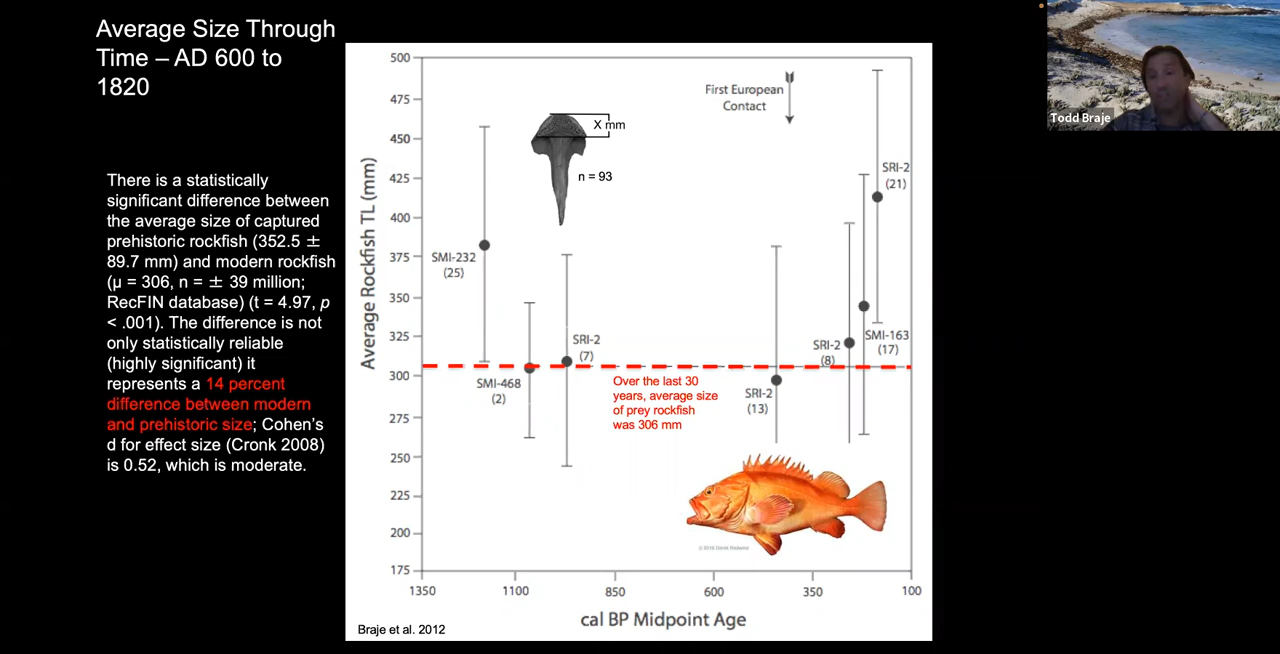 Average Size Through
Time – AD 600 to
1820
There is a statistically
significant difference between
the average size of captured
prehistoric rockfish (352.5 ±
89.7 mm) and modern rockfish
(μ = 306, n = ± 39 million;
RecFIN database) (t = 4.97, p
< .001). The difference is not
only statistically reliable
(highly significant) it
represents a 14 percent
difference between modern
and prehistoric size; Cohen's
d for effect size (Cronk 2008)
is 0.52, which is moderate.
Average Rockfish TL (mm)
500
475
450
425
400
375
350
325
300
275
250
225
200
175
X mm
n = 93
First European
Contact
SMI-232
(25)
SMI-468
(2)
SRI-2
(7)
Over the last 30
years, average size
of prey rockfish
was 306 mm
SRI-2
(13)
SRI-2
(8)
SMI-163
(17)
SRI-2
(21)
1350
1100
850
600
350
100
cal BP Midpoint Age
Braje et al. 2012
Todd Braje